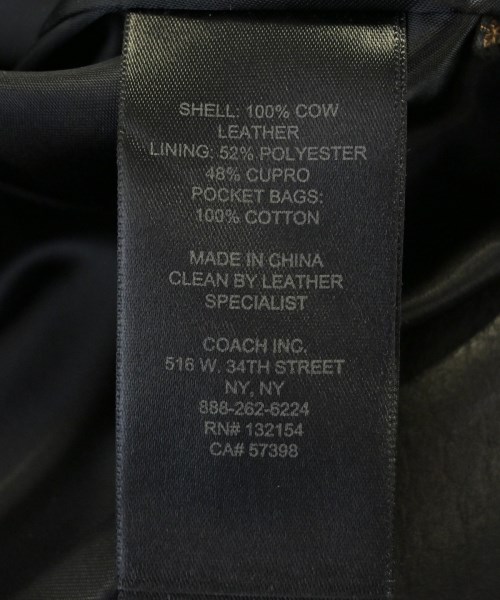 SHELL: 100% COW
LEATHER
LINING: 52% POLYESTER
48% CUPRO
POCKET BAGS:
100% COTTON
MADE IN CHINA
CLEAN BY LEATHER
SPECIALIST
COACH INC.
516 W. 34TH STREET
NY, NY
888-262-6224
RN# 132154
CA# 57398